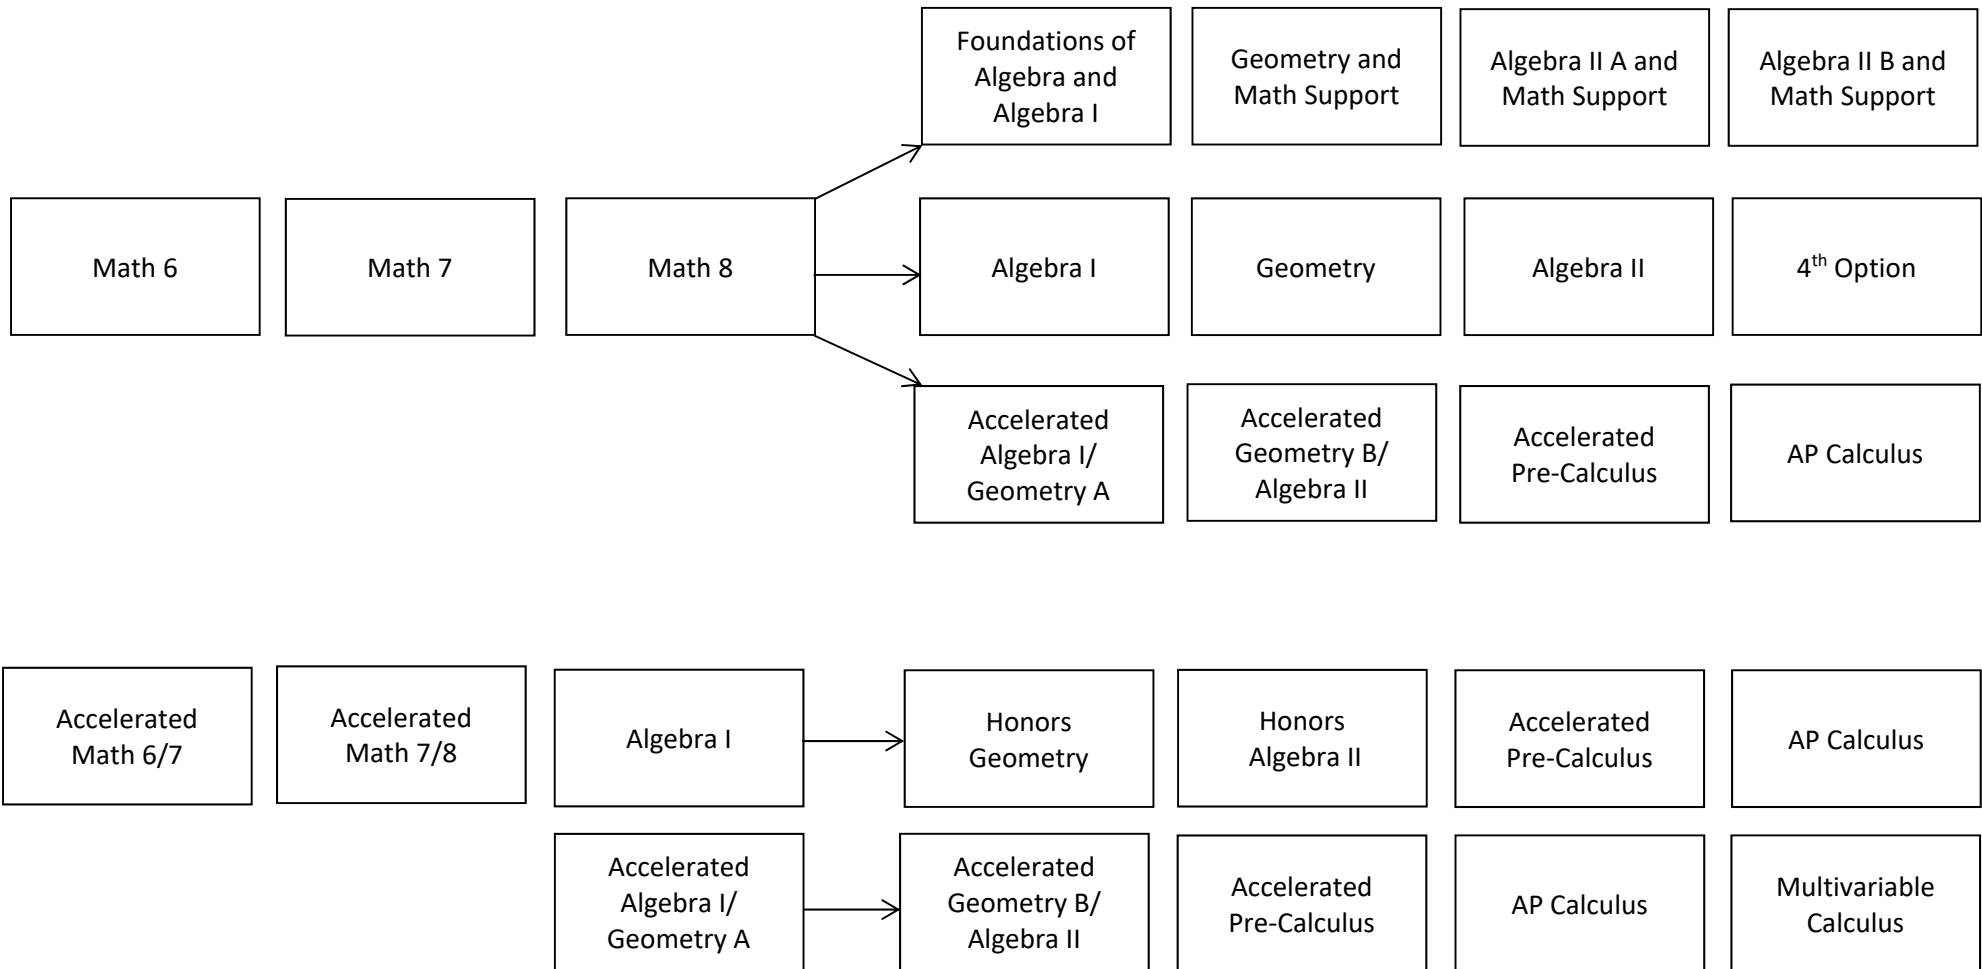 Foundations of
Algebra and
Algebra I
Geometry and
Math Support
Algebra II A and
Math Support
Algebra II B and
Math Support
Math 6
Math 7
Math 8
Algebra I
Geometry
Algebra II
4th Option
Accelerated
Algebra I/
Geometry A
Accelerated
Geometry B/
Algebra II
Accelerated
Pre-Calculus
AP Calculus
Accelerated
Math 6/7
Accelerated
Math 7/8
Algebra I
Honors
Geometry
Honors
Algebra II
Accelerated
Pre-Calculus
AP Calculus
Accelerated
Algebra I/
Geometry A
Accelerated
Geometry B/
Algebra II
Accelerated
Pre-Calculus
AP Calculus
Multivariable
Calculus